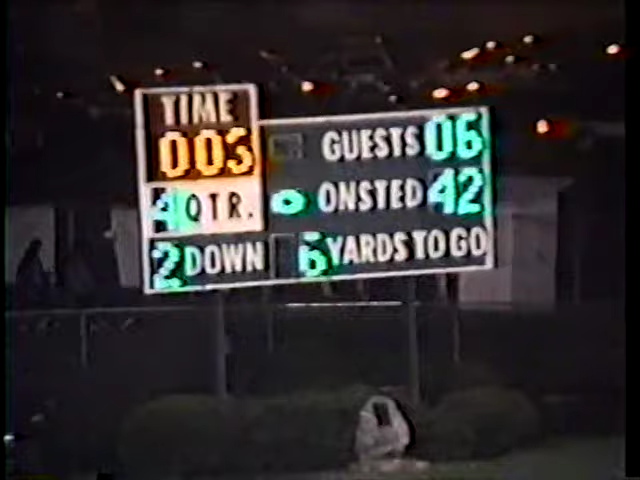 TIME
003
GUESTS 06
4 QTR.
ONSTED 42
2 DOWN
6 YARDS TO GO